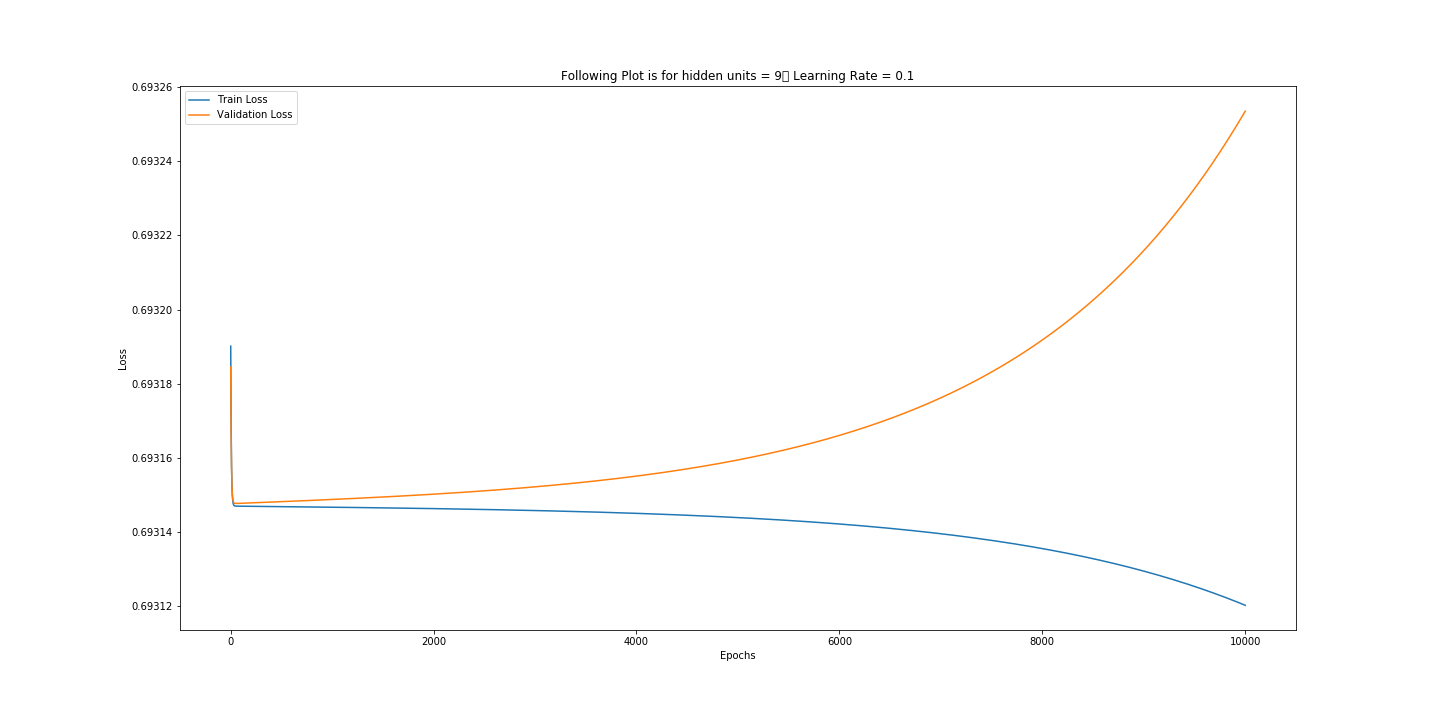 Following Plot is for hidden units = 9▯ Learning Rate = 0.1
Train Loss
Validation Loss
0.69326
0.69324
0.69322
0.69320
0.69318
0.69316
0.69314
0.69312
Loss
0
2000
4000
6000
8000
10000
Epochs